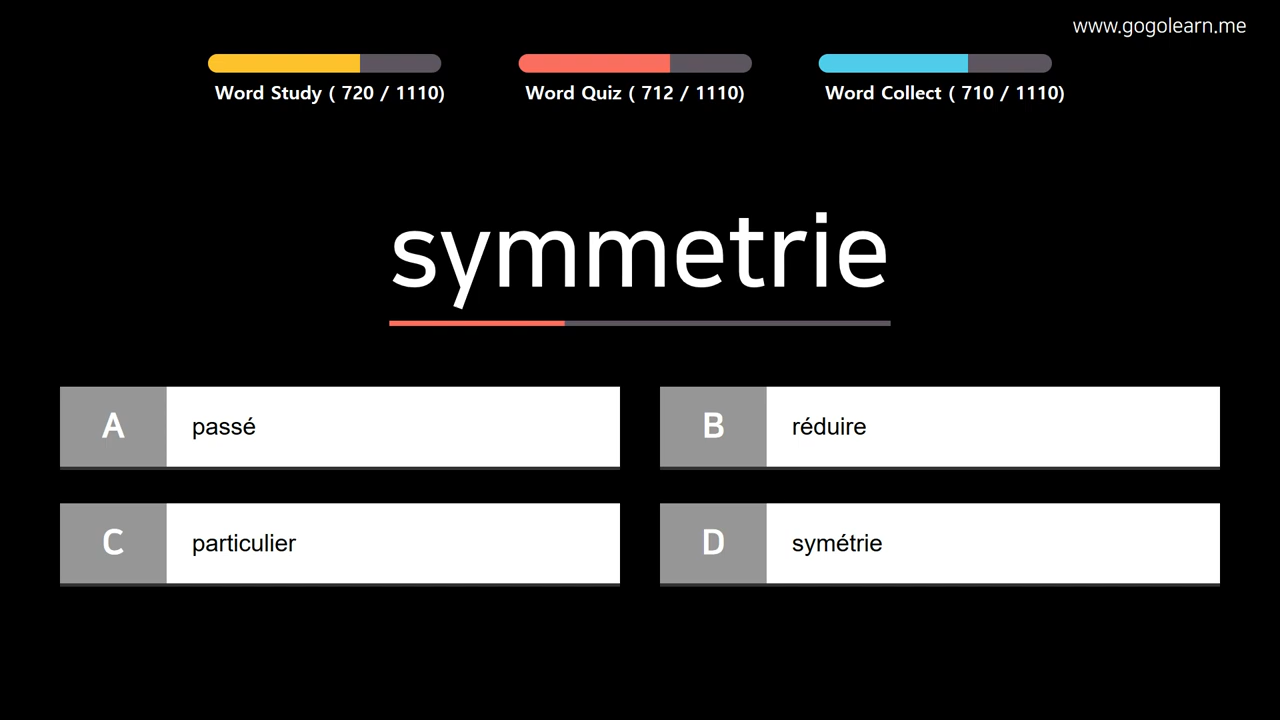 www.gogolearn.me
Word Study ( 720 / 1110)
Word Quiz ( 712 / 1110)
Word Collect ( 710 / 1110)
symmetrie
A
passé
B
réduire
C
particulier
D
symétrie